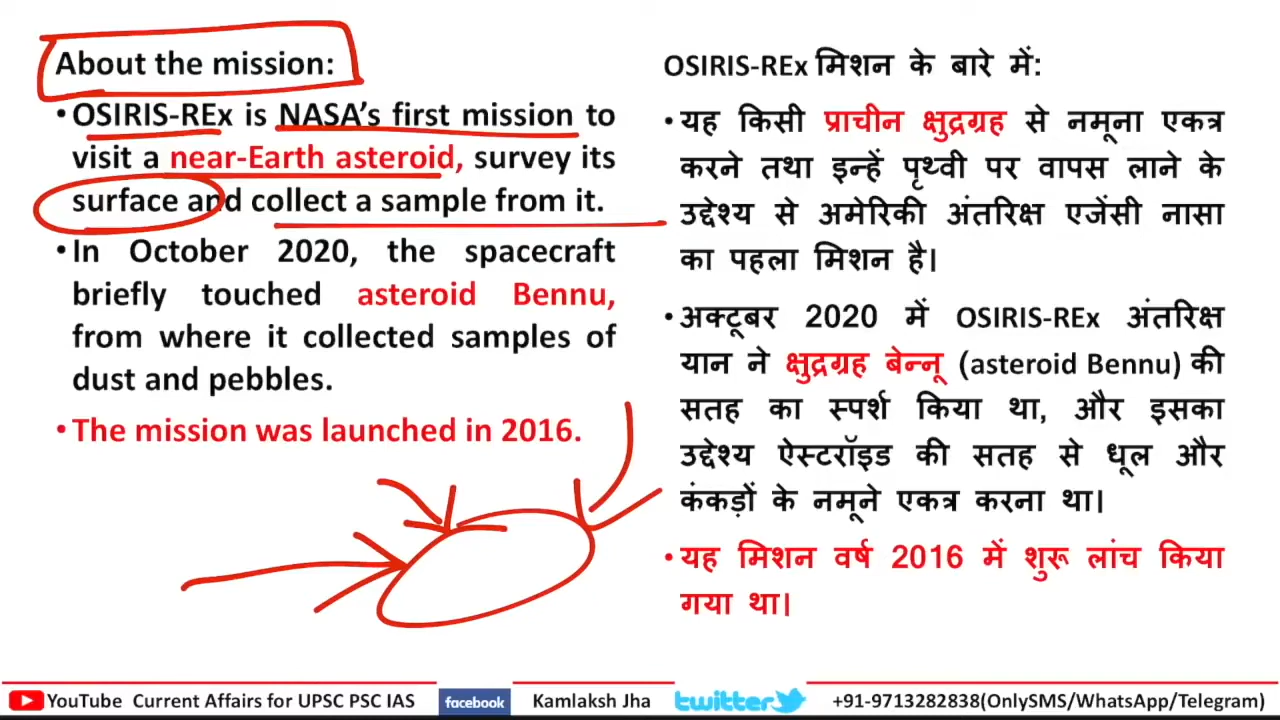 About the mission:
•OSIRIS-REx is NASA’s first mission to
visit a near-Earth asteroid, survey its
surface and collect a sample from it.
•In October 2020, the spacecraft
briefly touched asteroid Bennu,
from where it collected samples of
dust and pebbles.
•The mission was launched in 2016.
OSIRIS-REx मिशन के बारे में:
•यह किसी प्राचीन क्षुद्रग्रह से नमूना एकत्र
करने तथा इन्हें पृथ्वी पर वापस लाने के
उद्देश्य से अमेरिकी अंतरिक्ष एजेंसी नासा
का पहला मिशन है।
•अक्टूबर 2020 में OSIRIS-REx अंतरिक्ष
यान ने क्षुद्रग्रह बेन्नू (asteroid Bennu) की
सतह का स्पर्श किया था, और इसका
उद्देश्य ऐस्टरॉइड की सतह से धूल और
कंकड़ों के नमूने एकत्र करना था।
•यह मिशन वर्ष 2016 में शुरू लांच किया
गया था।
YouTube Current Affairs for UPSC PSC IAS facebook Kamlaksh Jha twitter +91-9713282838(OnlySMS/WhatsApp/Telegram)